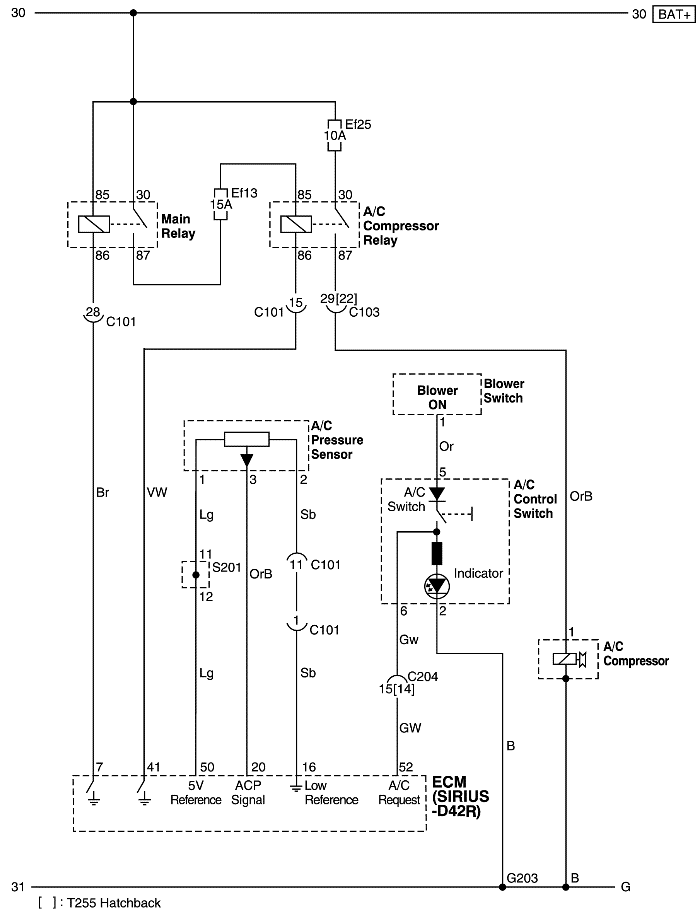 30
30 BAT+
Ef25
10A
85 30
Ef13
15A
85 30
Main
Relay
A/C
Compressor
Relay
86 87
86 87
28
C101
C101 15
29[22]
C103
Blower
ON
Blower
Switch
1
Or
A/C
Pressure
Sensor
5
A/C
Switch
A/C
Control
Switch
1 3 2
Br
VW
OrB
Lg
Sb
11
S201
12
OrB
11 C101
Indicator
6 2
Gw
1
C101
1
A/C
Compressor
Lg
Sb
C204
15[14]
GW
B
7 41 50 20 16 52
5V
Reference
ACP
Signal
Low
Reference
A/C
Request
ECM
(SIRIUS
-D42R)
G203
B
31
G
[ ] : T255 Hatchback